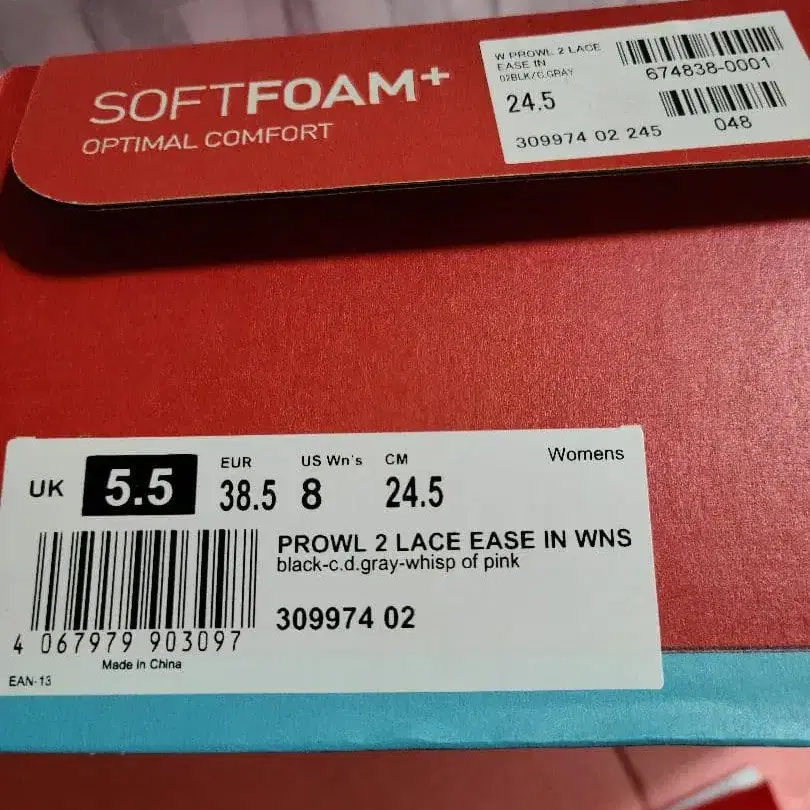 SOFTFOAM+
OPTIMAL COMFORT
W PROWL 2 LACE
EASE IN
02BLK/C.GRAY
674838-0001
24.5
309974 02 245
048
Womens
UK 5.5 EUR 38.5 US Wn's 8 CM 24.5
PROWL 2 LACE EASE IN WNS
black-c.d.gray-whisp of pink
309974 02
4 067979 903097
Made in China
EAN-13